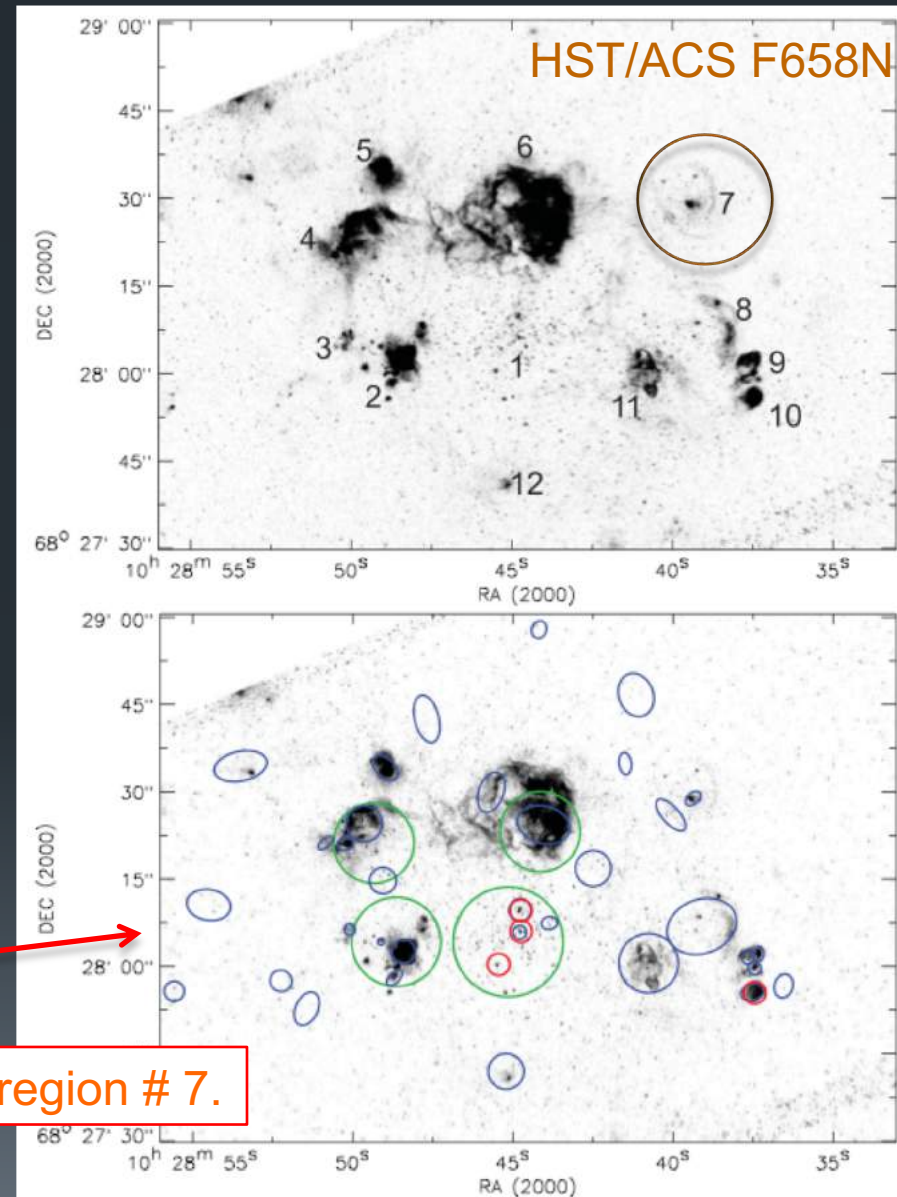 HST/ACS F658N
29' 00"
45"
30"
15"
28' 00"
45"
68° 27' 30"
DEC (2000)
5
6
7
4
8
3
1
9
2
11
10
12
10h 28m 55s
50s
45s
40s
35s
RA (2000)
29' 00"
45"
30"
15"
28' 00"
68° 27' 30"
DEC (2000)
region # 7.
10h 28m 55s
50s
45s
40s
35s
RA (2000)